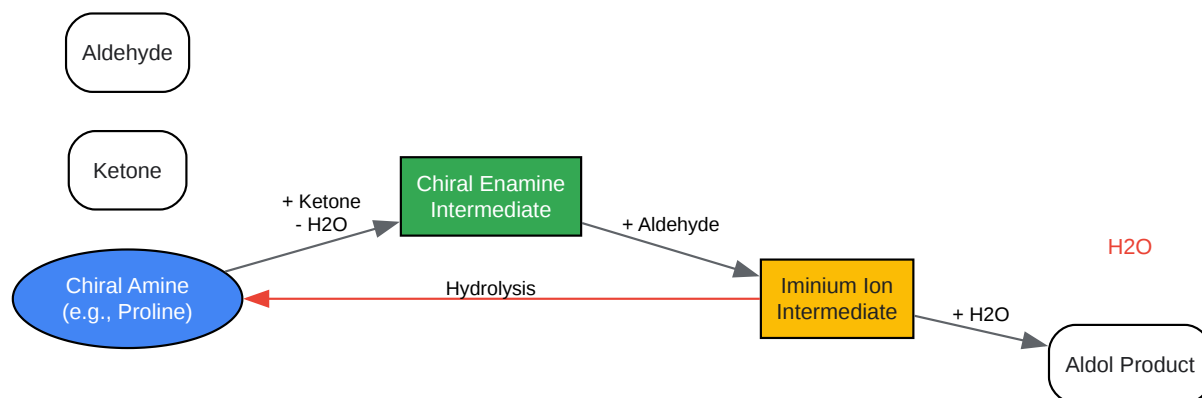 Aldehyde
Ketone
Chiral Amine
(e.g., Proline)
+ Ketone
- H2O
Chiral Enamine
Intermediate
+ Aldehyde
Hydrolysis
Iminium Ion
Intermediate
+ H2O
H2O
Aldol Product